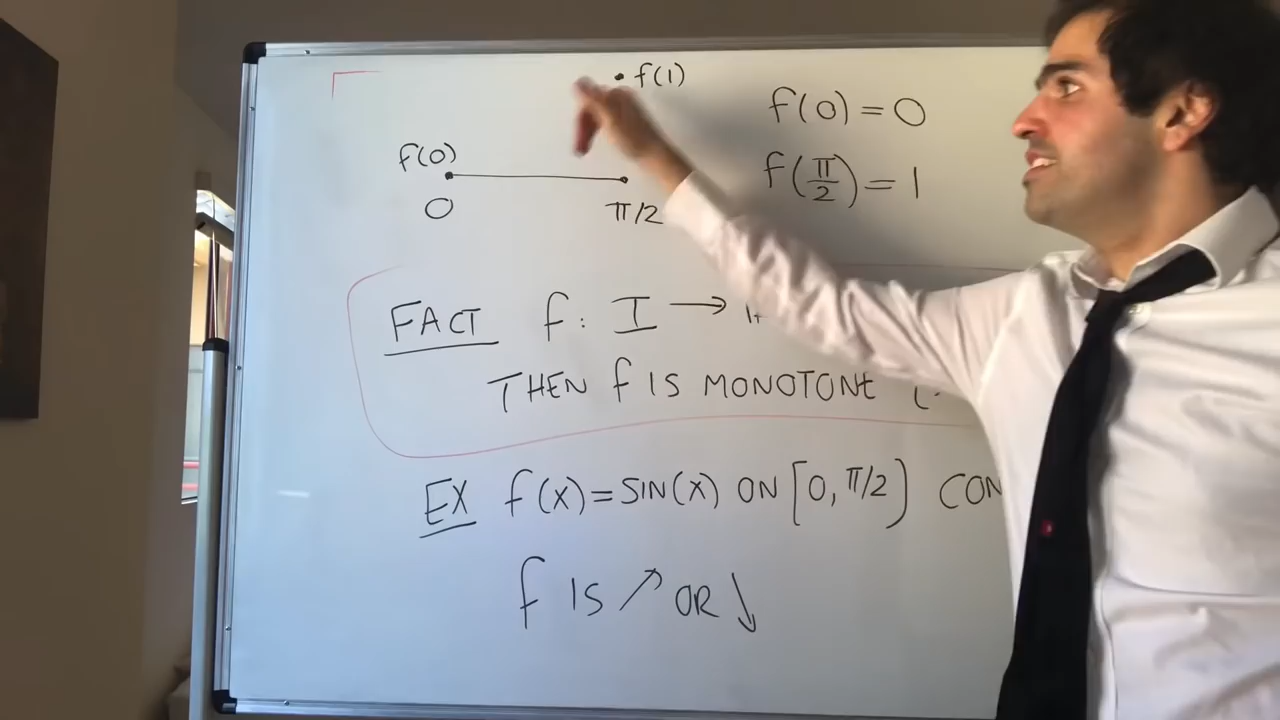 f(1)
f(0) = 0
f(0)
f(π/2) = 1
0 π/2
FACT f: I →
THEN f IS MONOTONE (
EX f(x) = SIN(x) ON [0, π/2) CON
f IS ↗ OR ↘